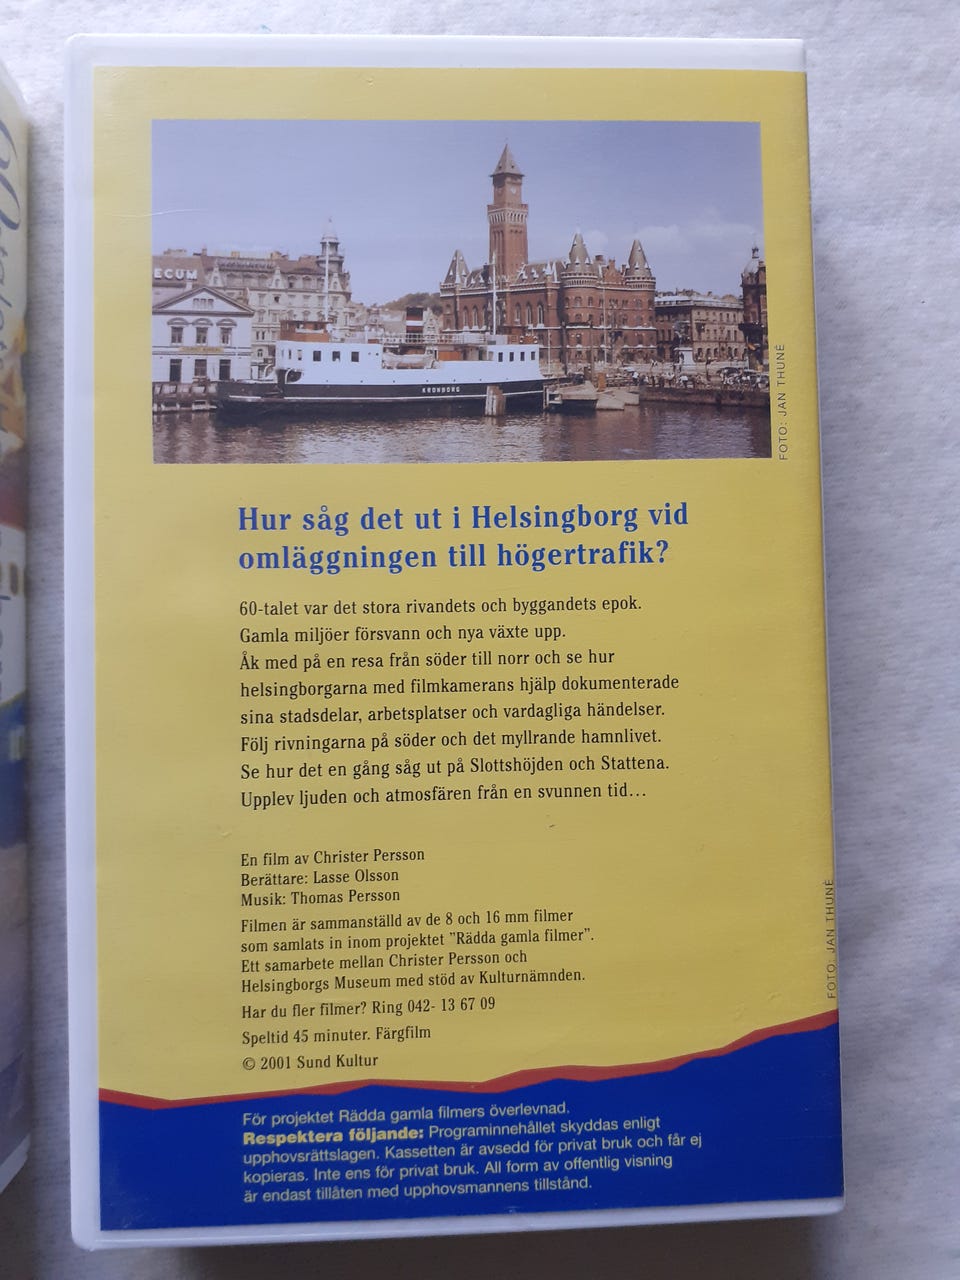 ECUM
KRONBORG
FOTO: JAN THUNÉ
Hur såg det ut i Helsingborg vid
omläggningen till högertrafik?
60-talet var det stora rivandets och byggandets epok.
Gamla miljöer försvann och nya växte upp.
Åk med på en resa från söder till norr och se hur
helsingborgarna med filmkamerans hjälp dokumenterade
sina stadsdelar, arbetsplatser och vardagliga händelser.
Följ rivningarna på söder och det myllrande hamnlivet.
Se hur det en gång såg ut på Slottshöjden och Stattena.
Upplev ljuden och atmosfären från en svunnen tid...
En film av Christer Persson
Berättare: Lasse Olsson
Musik: Thomas Persson
Filmen är sammanställd av de 8 och 16 mm filmer
som samlats in inom projektet ”Rädda gamla filmer”.
Ett samarbete mellan Christer Persson och
Helsingborgs Museum med stöd av Kulturnämnden.
Har du fler filmer? Ring 042- 13 67 09
Speltid 45 minuter. Färgfilm
© 2001 Sund Kultur
FOTO: JAN THUNÉ
För projektet Rädda gamla filmers överlevnad.
Respektera följande: Programinnehållet skyddas enligt
upphovsrättslagen. Kassetten är avsedd för privat bruk och får ej
kopieras. Inte ens för privat bruk. All form av offentlig visning
är endast tillåten med upphovsmannens tillstånd.